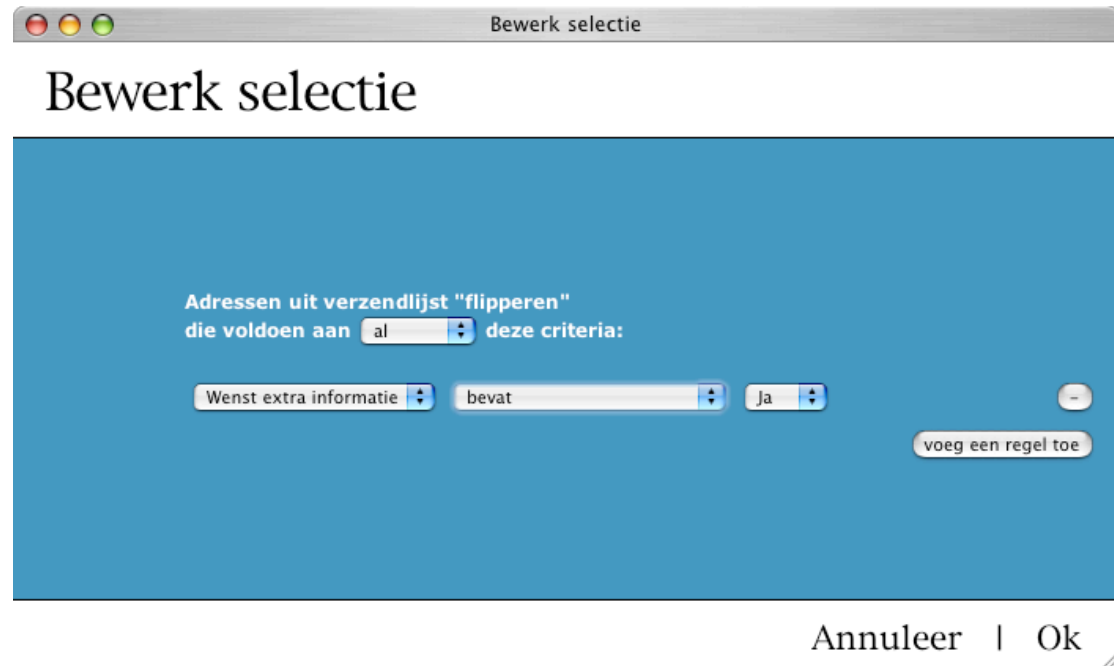 Bewerk selectie
Bewerk selectie
Adressen uit verzendlijst "flipperen"
die voldoen aan al deze criteria:
Wenst extra informatie bevat Ja -
voeg een regel toe
Annuleer | Ok